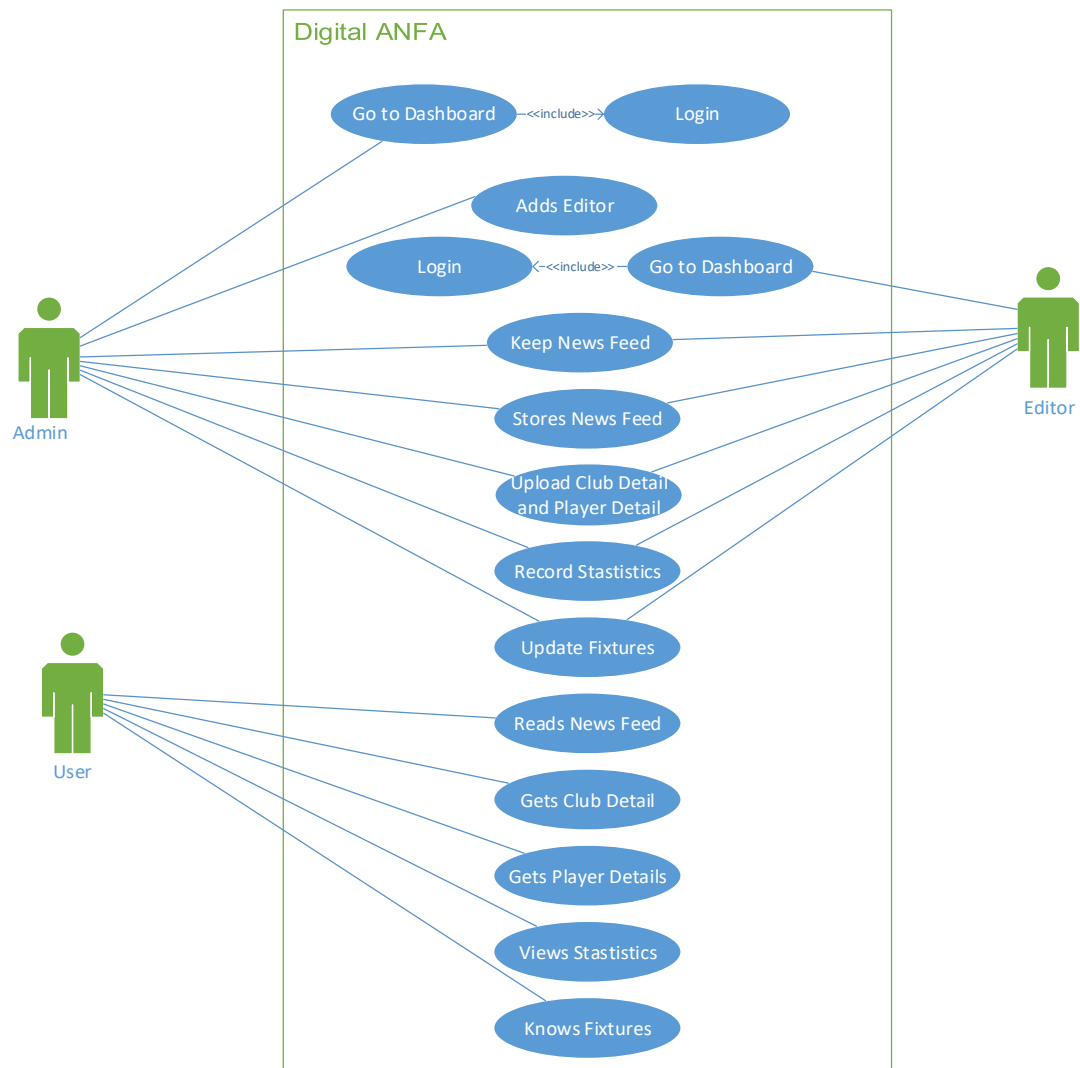 Digital ANFA
Go to Dashboard
<<include>>
Login
Adds Editor
Login
<<include>>
Go to Dashboard
Keep News Feed
Admin
Editor
Stores News Feed
Upload Club Detail
and Player Detail
Record Stastistics
Update Fixtures
Reads News Feed
User
Gets Club Detail
Gets Player Details
Views Stastistics
Knows Fixtures